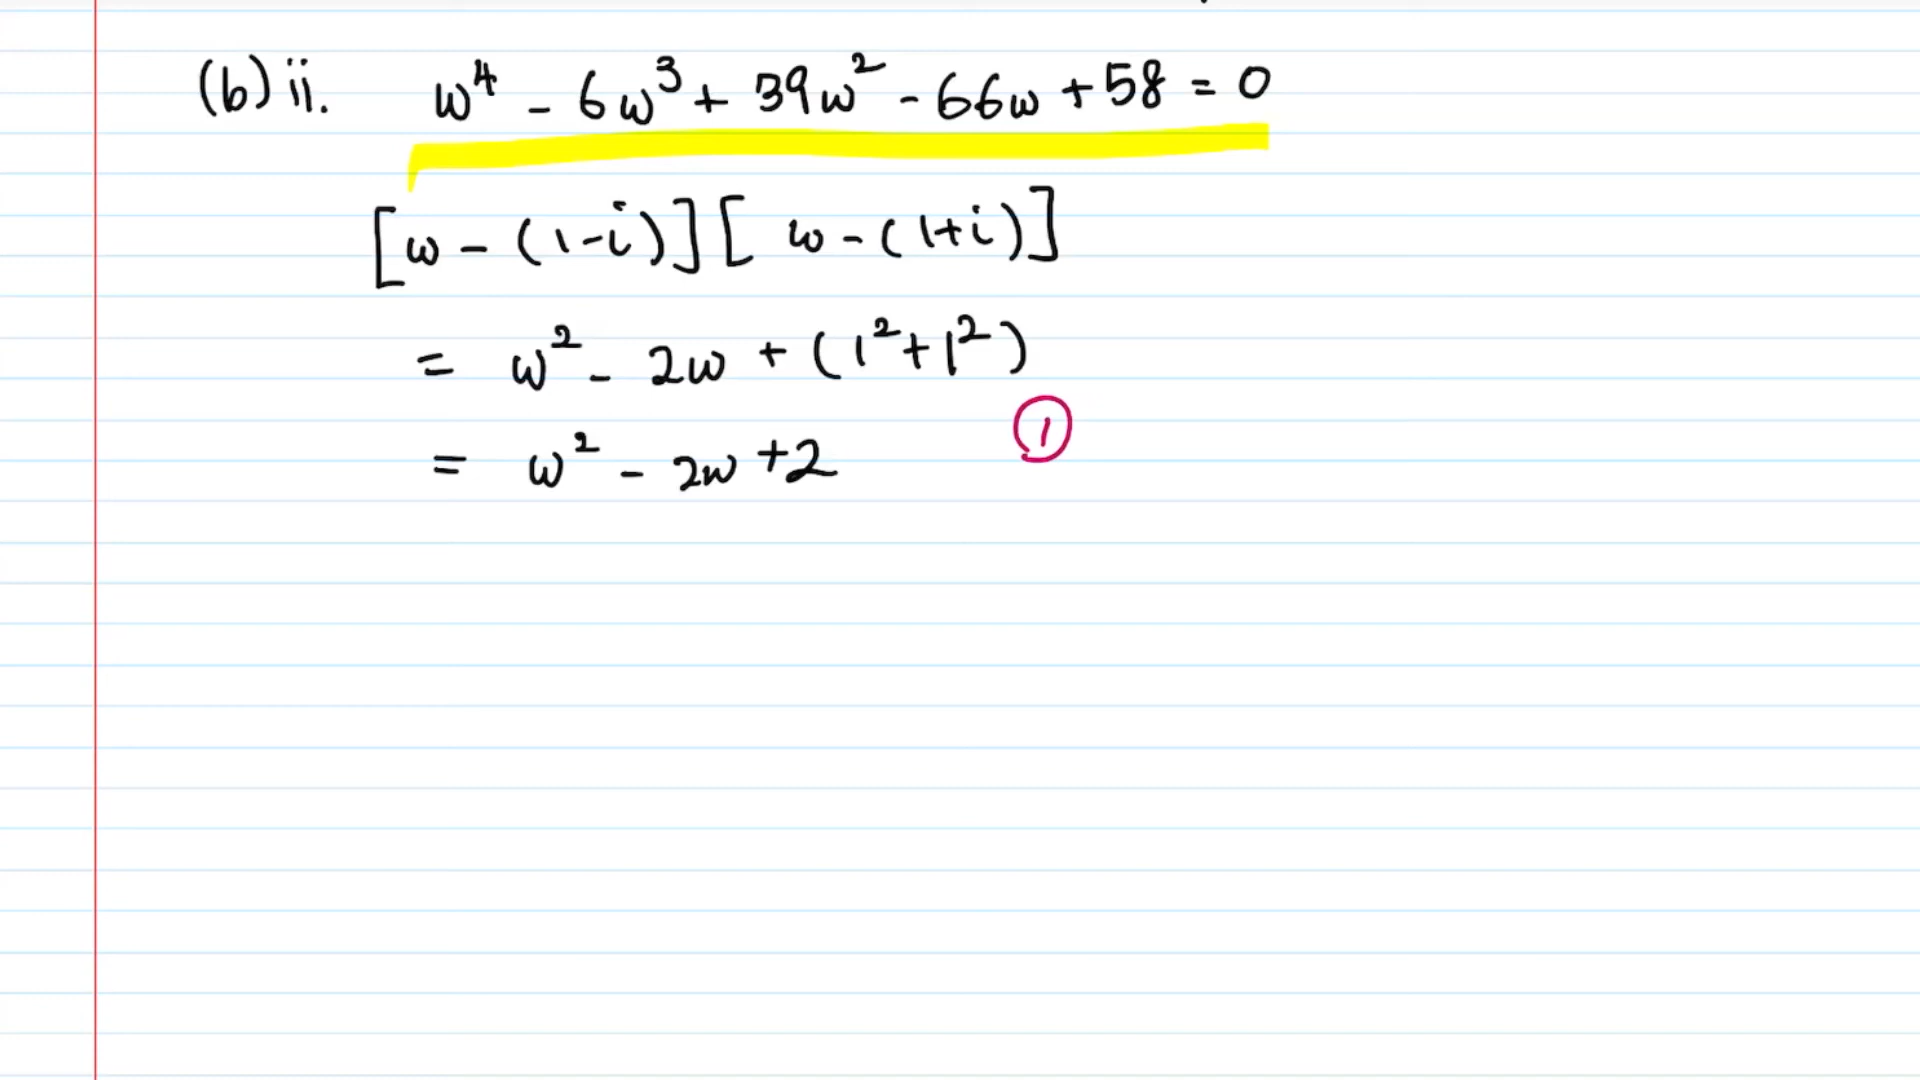 (b) ii. w⁴ - 6w³ + 39w² - 66w + 58 = 0
[w - (1-i)][w - (1+i)]
= w² - 2w + (1² + 1²)
①
= w² - 2w + 2